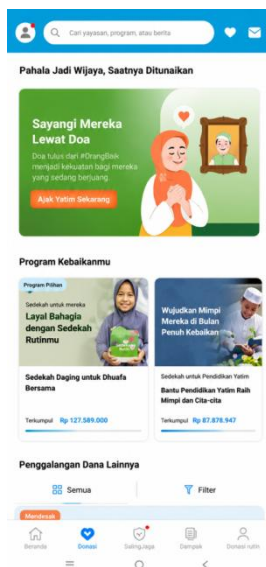 Cari yayasan, program, atau berita
Pahala Jadi Wijaya, Saatnya Ditunaikan
Sayangi Mereka
Lewat Doa
Doa tulus dari #OrangBaik
menjadi kekuatan bagi mereka
yang sedang berjuang.
Ajak Yatim Sekarang
Program Kebaikanmu
Program Pilihan
Sedekah untuk mereka
Layal Bahagia
dengan Sedekah
Rutinmu
Sedekah Daging untuk Dhuafa
Bersama
Terkumpul Rp 127.589.000
Wujudkan Mimpi
Mereka di Bulan
Penuh Kebaikan
Sedekah untuk Pendidikan Yatim
Bantu Pendidikan Yatim Raih
Mimpi dan Cita-cita
Terkumpul Rp 87.878.947
Penggalangan Dana Lainnya
Semua
Filter
Mendesak
Beranda
Donasi
SalingJaga
Dampak
Donasi rutin